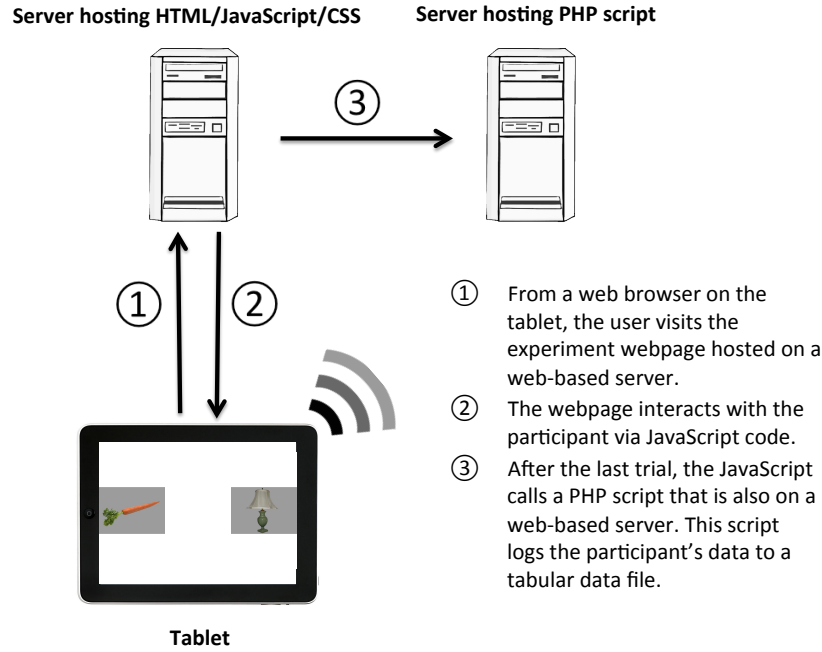 Server hosting HTML/JavaScript/CSS
Server hosting PHP script
③
①
②
① From a web browser on the
tablet, the user visits the
experiment webpage hosted on a
web-based server.
② The webpage interacts with the
participant via JavaScript code.
③ After the last trial, the JavaScript
calls a PHP script that is also on a
web-based server. This script
logs the participant's data to a
tabular data file.
Tablet